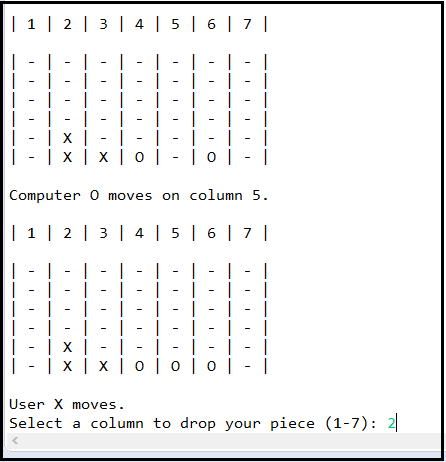 | 1 | 2 | 3 | 4 | 5 | 6 | 7 |
| - | - | - | - | - | - | - |
| - | - | - | - | - | - | - |
| - | - | - | - | - | - | - |
| - | - | - | - | - | - | - |
| - | X | - | - | - | - | - |
| - | X | X | O | - | O | - |
Computer O moves on column 5.
| 1 | 2 | 3 | 4 | 5 | 6 | 7 |
| - | - | - | - | - | - | - |
| - | - | - | - | - | - | - |
| - | - | - | - | - | - | - |
| - | - | - | - | - | - | - |
| - | X | - | - | - | - | - |
| - | X | X | O | O | O | - |
User X moves.
Select a column to drop your piece (1-7): 2